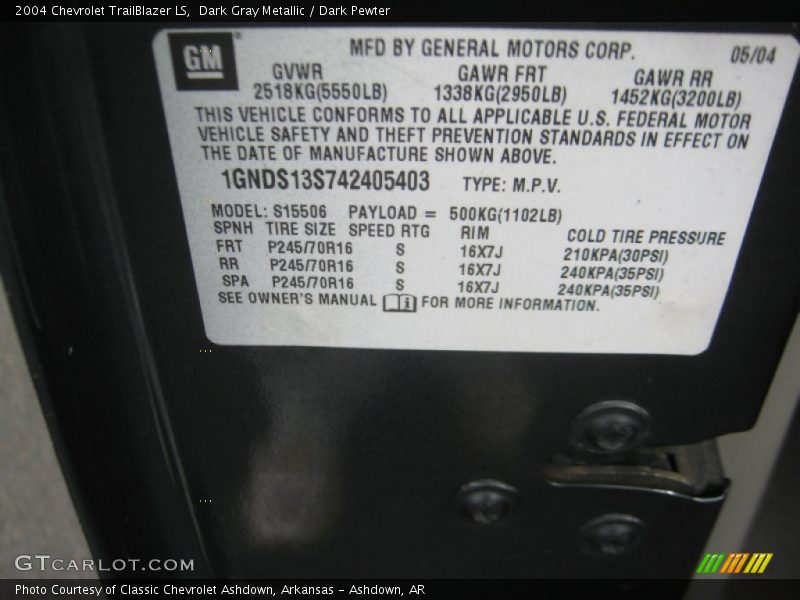 2004 Chevrolet TrailBlazer LS,  Dark Gray Metallic / Dark Pewter
GM
®
MFD BY GENERAL MOTORS CORP. 05/04
GVWR GAWR FRT GAWR RR
2518KG(5550LB) 1338KG(2950LB) 1452KG(3200LB)
THIS VEHICLE CONFORMS TO ALL APPLICABLE U.S. FEDERAL MOTOR
VEHICLE SAFETY AND THEFT PREVENTION STANDARDS IN EFFECT ON
THE DATE OF MANUFACTURE SHOWN ABOVE.
1GNDS13S742405403 TYPE: M.P.V.
MODEL: S15506 PAYLOAD = 500KG(1102LB)
SPNH TIRE SIZE SPEED RTG RIM COLD TIRE PRESSURE
FRT P245/70R16 S 16X7J 210KPA(30PSI)
RR P245/70R16 S 16X7J 240KPA(35PSI)
SPA P245/70R16 S 16X7J 240KPA(35PSI)
SEE OWNER'S MANUAL i FOR MORE INFORMATION.
GTCARLOT.COM
Photo Courtesy of Classic Chevrolet Ashdown, Arkansas - Ashdown, AR